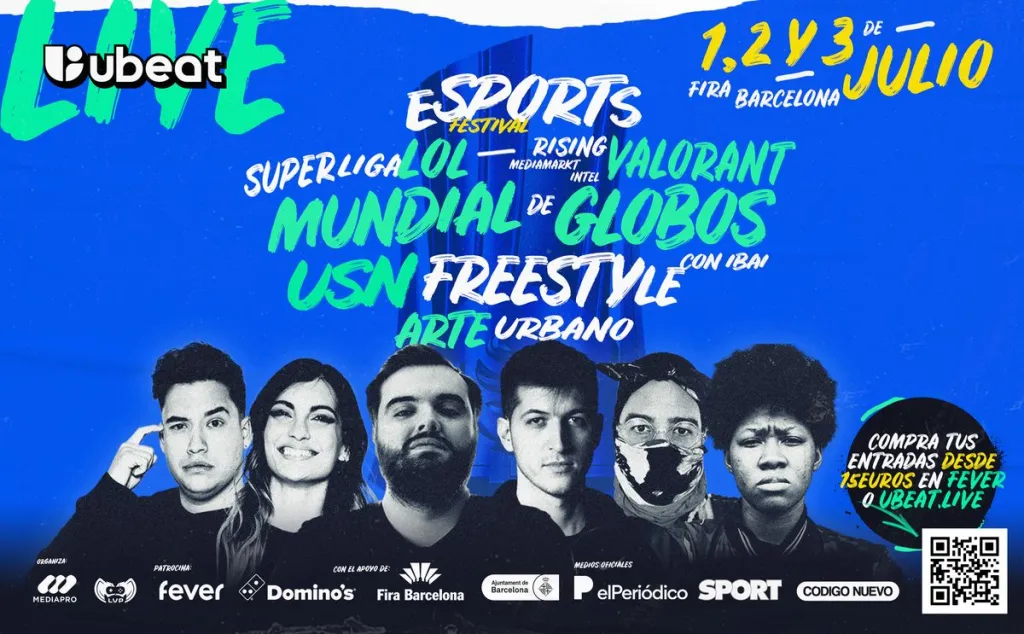 LIVE
ubeat
1, 2 Y 3 DE JULIO
FIRA BARCELONA
ESPORTS
FESTIVAL
SUPERLIGA LOL — RISING MEDIAMARKT INTEL VALORANT
MUNDIAL DE GLOBOS
CON IBAI
USN FREESTYLE
ARTE URBANO
COMPRA TUS
ENTRADAS DESDE
15EUROS EN FEVER
O UBEAT.LIVE
ORGANIZA:
MEDIAPRO
LVP
PATROCINA:
fever
Domino's
CON EL APOYO DE:
Fira Barcelona
Ajuntament de
Barcelona
MEDIOS OFICIALES
elPeriódico
SPORT
CODIGO NUEVO